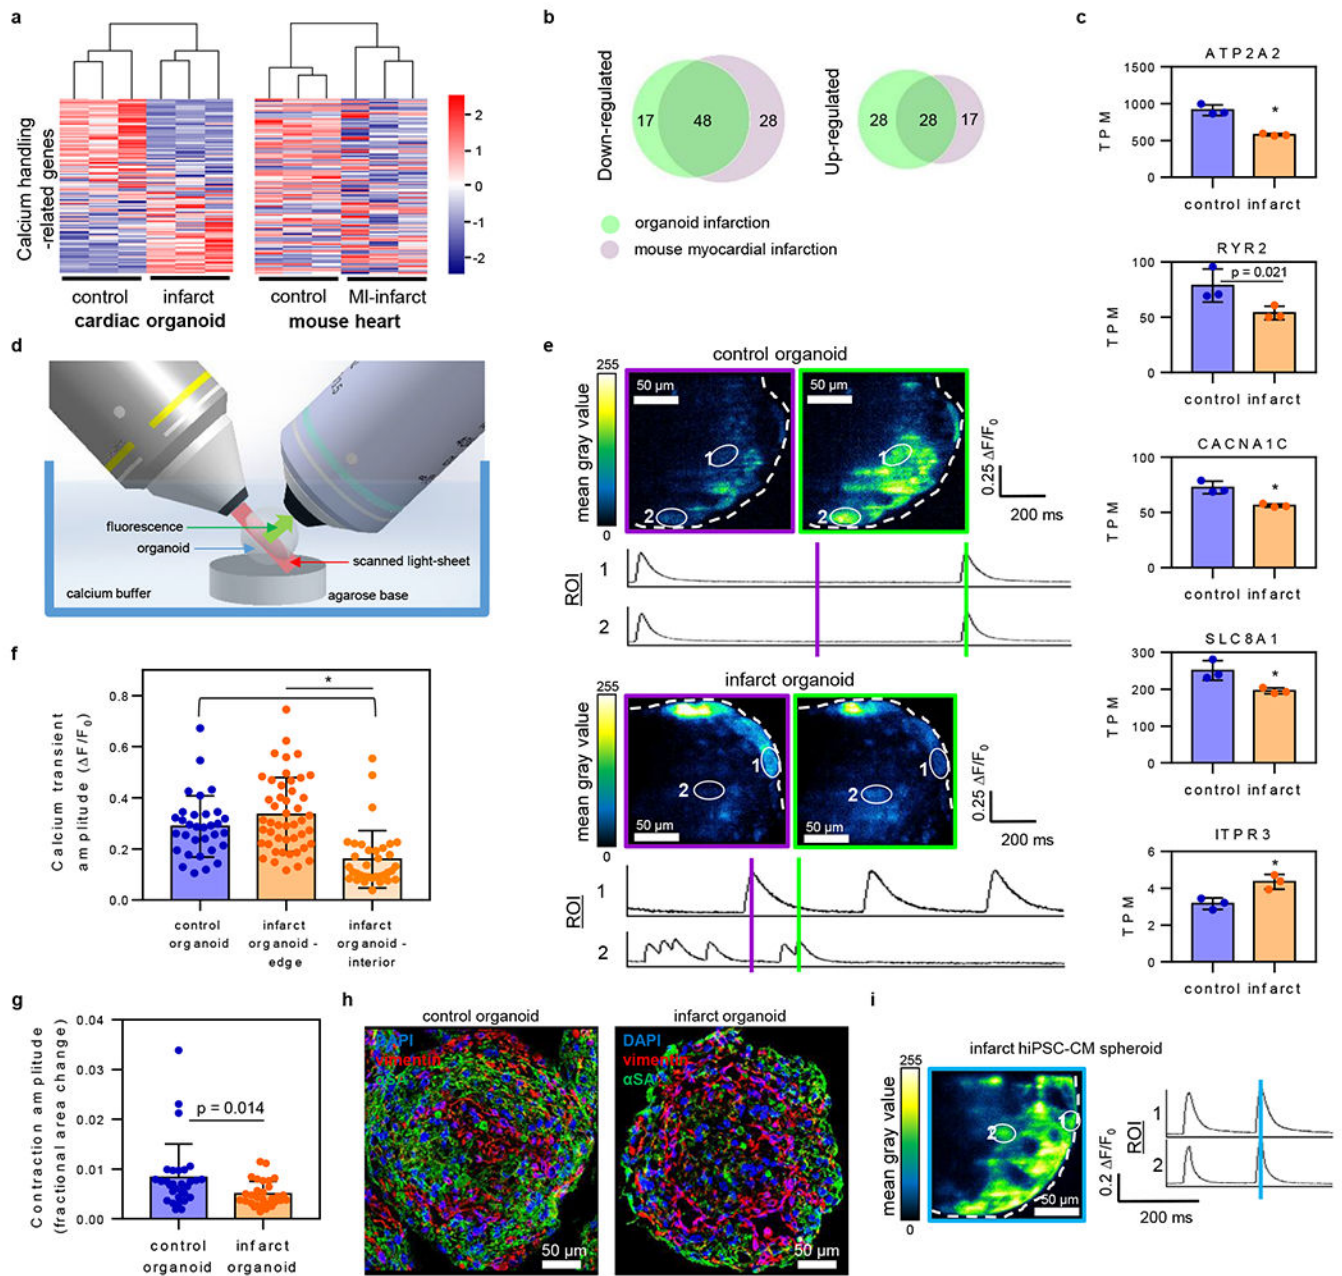 a
Calcium handling
-related genes
2
1
0
-1
-2
control
infarct
cardiac organoid
control
MI-infarct
mouse heart
b
Down-regulated
17
48
28
Up-regulated
28
28
17
organoid infarction
mouse myocardial infarction
c
ATP2A2
TPM
1500
1000
500
0
*
control infarct
RYR2
TPM
100
50
0
p = 0.021
control infarct
CACNA1C
TPM
100
50
0
*
control infarct
SLC8A1
TPM
300
200
100
0
*
control infarct
ITPR3
TPM
6
4
2
0
*
control infarct
d
fluorescence
organoid
scanned light-sheet
calcium buffer
agarose base
e
control organoid
255
mean gray value
0
50 µm
1
2
50 µm
1
2
0.25 ΔF/F0
200 ms
ROI
1
2
infarct organoid
255
mean gray value
0
1
2
50 µm
1
2
50 µm
0.25 ΔF/F0
200 ms
ROI
1
2
f
Calcium transient
amplitude (ΔF/F0)
0.8
0.6
0.4
0.2
0.0
*
control
organoid
infarct
organoid -
edge
infarct
organoid-
interior
g
Contraction amplitude
(fractional area change)
0.04
0.03
0.02
0.01
0.00
p = 0.014
control
organoid
infarct
organoid
h
control organoid
DAPI
vimentin
αSA
50 µm
infarct organoid
DAPI
vimentin
αSA
50 µm
i
infarct hiPSC-CM spheroid
255
mean gray value
0
1
2
50 µm
0.2 ΔF/F0
200 ms
ROI
1
2